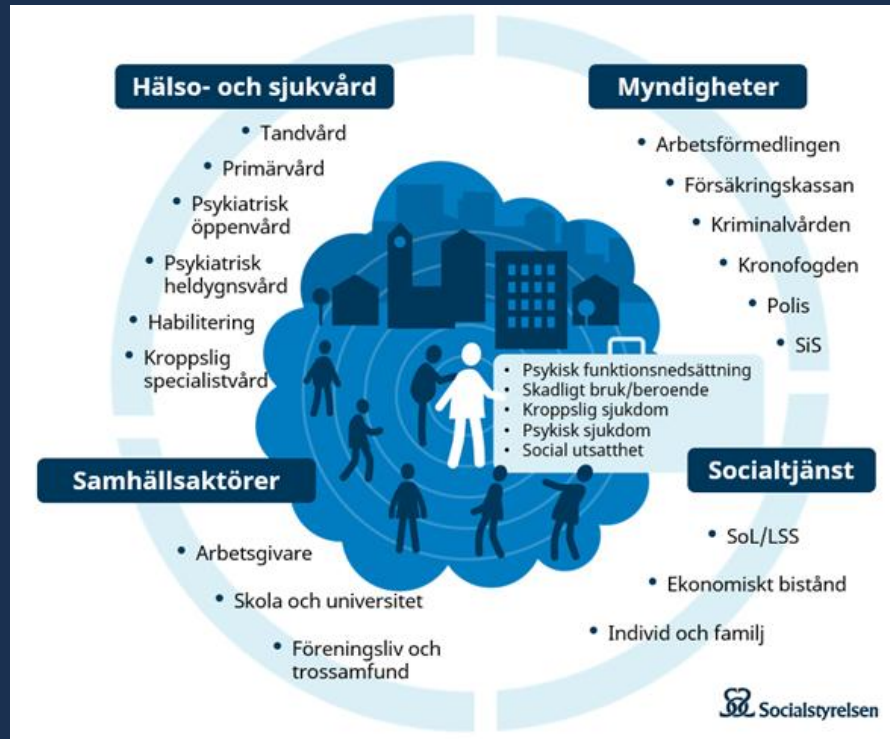 Hälso- och sjukvård
• Tandvård
• Primärvård
• Psykiatrisk
öppenvård
• Psykiatrisk
heldygnsvård
• Habilitering
• Kroppslig
specialistvård
Myndigheter
• Arbetsförmedlingen
• Försäkringskassan
• Kriminalvården
• Kronofogden
• Polis
• SiS
• Psykisk funktionsnedsättning
• Skadligt bruk/beroende
• Kroppslig sjukdom
• Psykisk sjukdom
• Social utsatthet
Samhällsaktörer
• Arbetsgivare
• Skola och universitet
• Föreningsliv och
trossamfund
Socialtjänst
• SoL/LSS
• Ekonomiskt bistånd
• Individ och familj
Socialstyrelsen